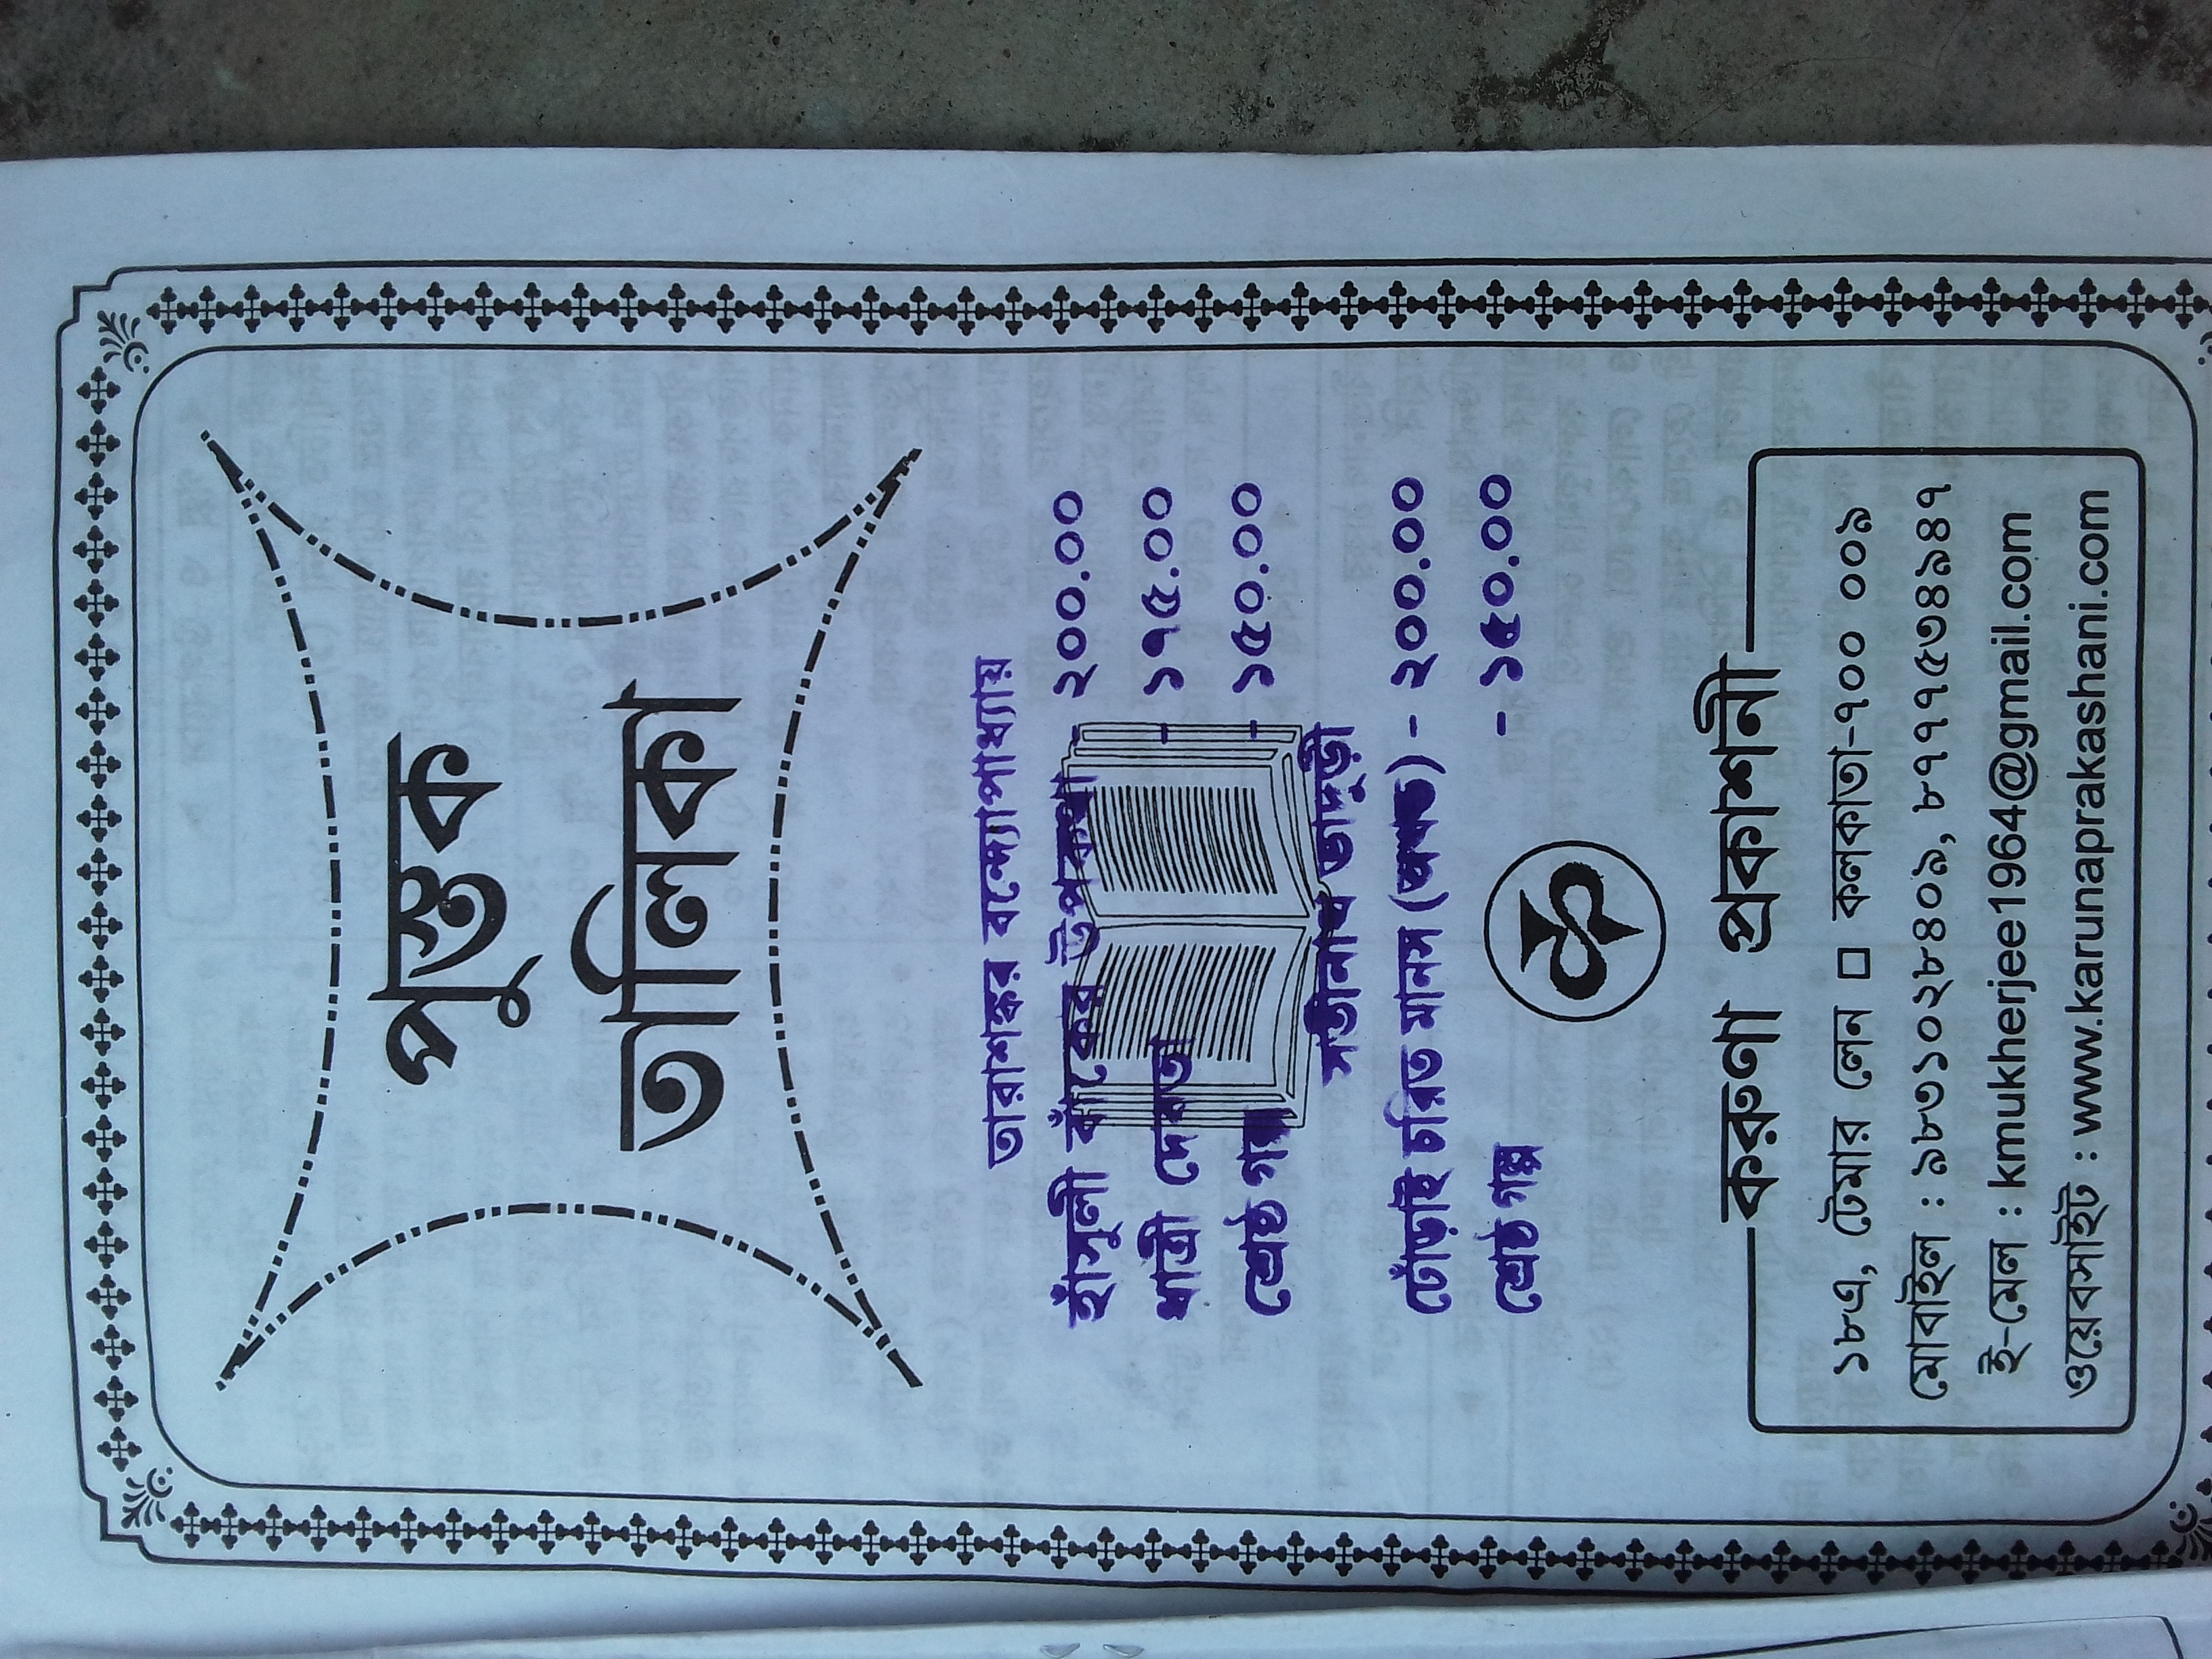 পুস্তক
তালিকা
তারাশঙ্কর বন্দ্যোপাধ্যায়
হাঁসুলী বাঁকের উপকথা - ২০০.০০
ধাত্রী দেবতা - ১৭৫.০০
শ্রেষ্ঠ গল্প - ১৫০.০০
সতীনাথ ভাদুড়ী
ঢোঁড়াই চরিত মানস (অখন্ড) - ২০০.০০
শ্রেষ্ঠ গল্প - ১৫০.০০
করুণা প্রকাশনী
১৮এ, টেমার লেন □ কলকাতা-৭০০ ০০৯
মোবাইল : ৯৮৩১০২৮৪০৯, ৮৭৭৭৫৩৪৯৪৭
ই-মেল : kmukherjee1964@gmail.com
ওয়েবসাইট : www.karunaprakashani.com